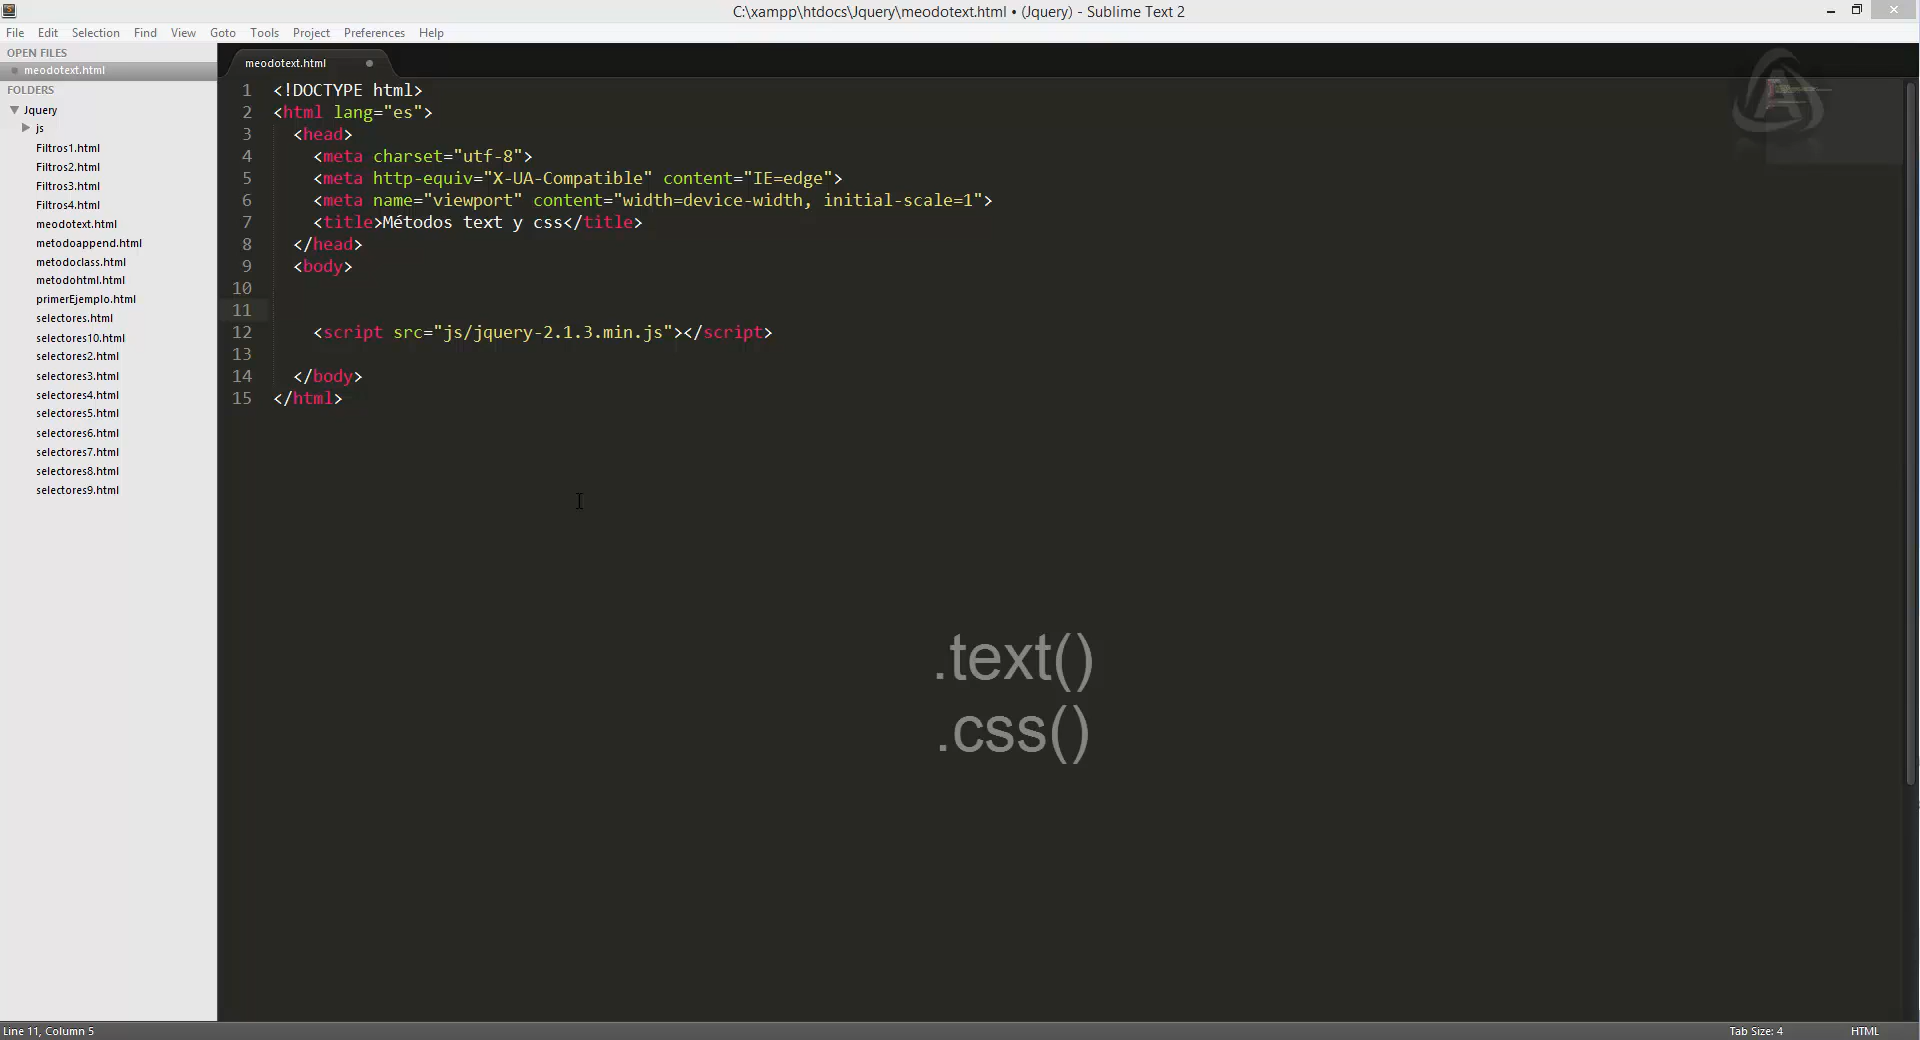 C:\xampp\htdocs\Jquery\meodotext.html • (Jquery) - Sublime Text 2
File Edit Selection Find View Goto Tools Project Preferences Help
OPEN FILES
meodotext.html
FOLDERS
Jquery
js
Filtros1.html
Filtros2.html
Filtros3.html
Filtros4.html
meodotext.html
metodoappend.html
metodoclass.html
metodohtml.html
primerEjemplo.html
selectores.html
selectores10.html
selectores2.html
selectores3.html
selectores4.html
selectores5.html
selectores6.html
selectores7.html
selectores8.html
selectores9.html
meodotext.html
1 <!DOCTYPE html>
2 <html lang="es">
3 <head>
4 <meta charset="utf-8">
5 <meta http-equiv="X-UA-Compatible" content="IE=edge">
6 <meta name="viewport" content="width=device-width, initial-scale=1">
7 <title>Métodos text y css</title>
8 </head>
9 <body>
10
11
12 <script src="js/jquery-2.1.3.min.js"></script>
13
14 </body>
15 </html>
.text()
.css()
Line 11, Column 5
Tab Size: 4
HTML